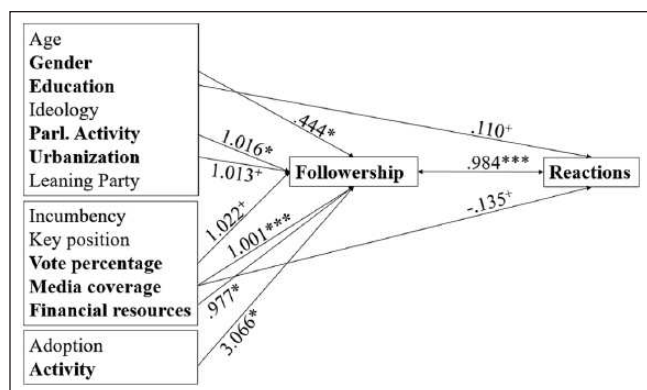 Age
Gender
Education
Ideology
Parl. Activity
Urbanization
Leaning Party
Incumbency
Key position
Vote percentage
Media coverage
Financial resources
Adoption
Activity
.444*
1.016*
1.013+
1.022+
1.001***
.977*
3.066*
Followership
.110+
.984***
-.135+
Reactions